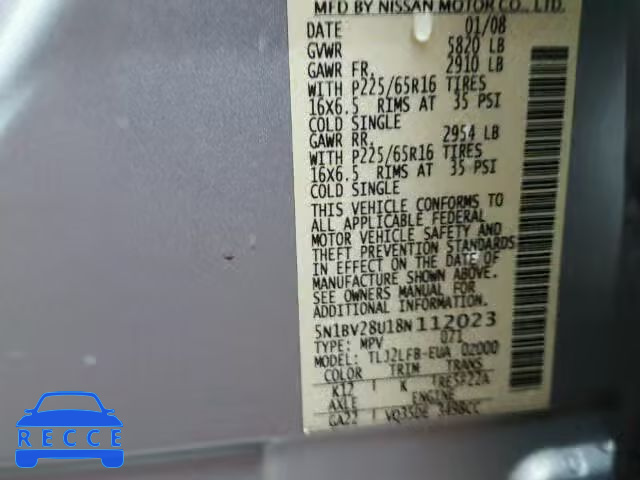 MFD BY NISSAN MOTOR CO., LTD.
DATE 01/08
GVWR 5820 LB
GAWR FR. 2910 LB
WITH P225/65R16 TIRES
16X6.5 RIMS AT 35 PSI
COLD SINGLE
GAWR RR. 2954 LB
WITH P225/65R16 TIRES
16X6.5 RIMS AT 35 PSI
COLD SINGLE
THIS VEHICLE CONFORMS TO
ALL APPLICABLE FEDERAL
MOTOR VEHICLE SAFETY AND
THEFT PREVENTION STANDARDS
IN EFFECT ON THE DATE OF
MANUFACTURE SHOWN ABOVE.
SEE OWNERS MANUAL FOR
ADDITIONAL INFORMATION.
5N1BV28U18N112023
TYPE: MPV 071
MODEL: TLJ2LFB-EUA 02000
COLOR TRIM TRANS
K12 K RE5F22A
AXLE ENGINE
GA22 VQ35DE 3498CC
RECCE